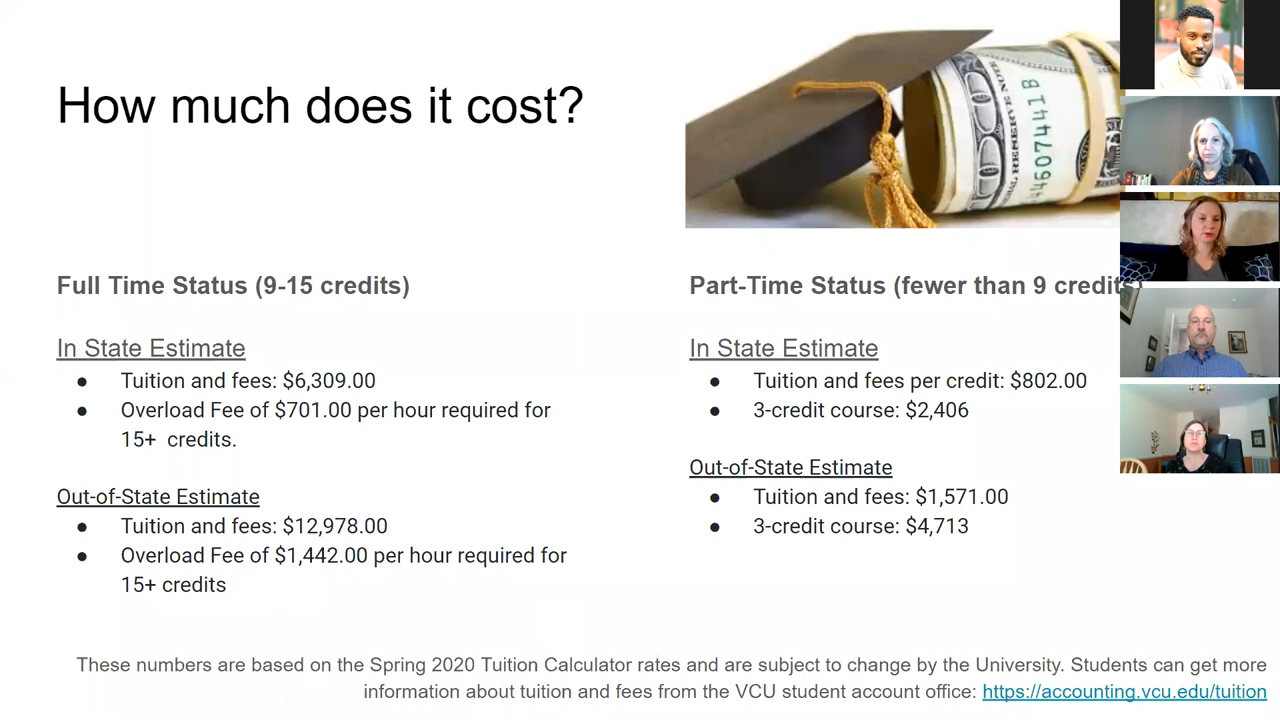 How much does it cost?
446074418
Full Time Status (9-15 credits)
In State Estimate
● Tuition and fees: $6,309.00
● Overload Fee of $701.00 per hour required for
15+  credits.
Out-of-State Estimate
● Tuition and fees: $12,978.00
● Overload Fee of $1,442.00 per hour required for
15+ credits
Part-Time Status (fewer than 9 credits)
In State Estimate
● Tuition and fees per credit: $802.00
● 3-credit course: $2,406
Out-of-State Estimate
● Tuition and fees: $1,571.00
● 3-credit course: $4,713
These numbers are based on the Spring 2020 Tuition Calculator rates and are subject to change by the University. Students can get more
information about tuition and fees from the VCU student account office: https://accounting.vcu.edu/tuition